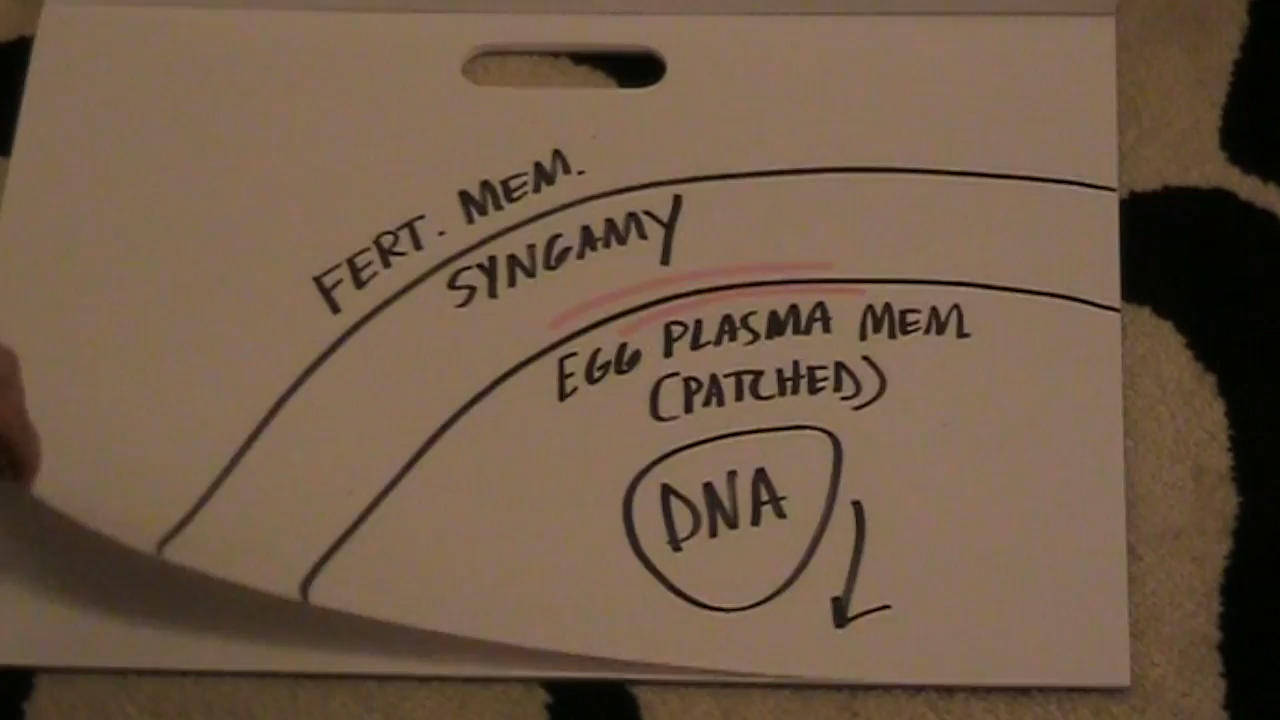 FERT. MEM.
SYNGAMY
EGG PLASMA MEM
(PATCHED)
DNA